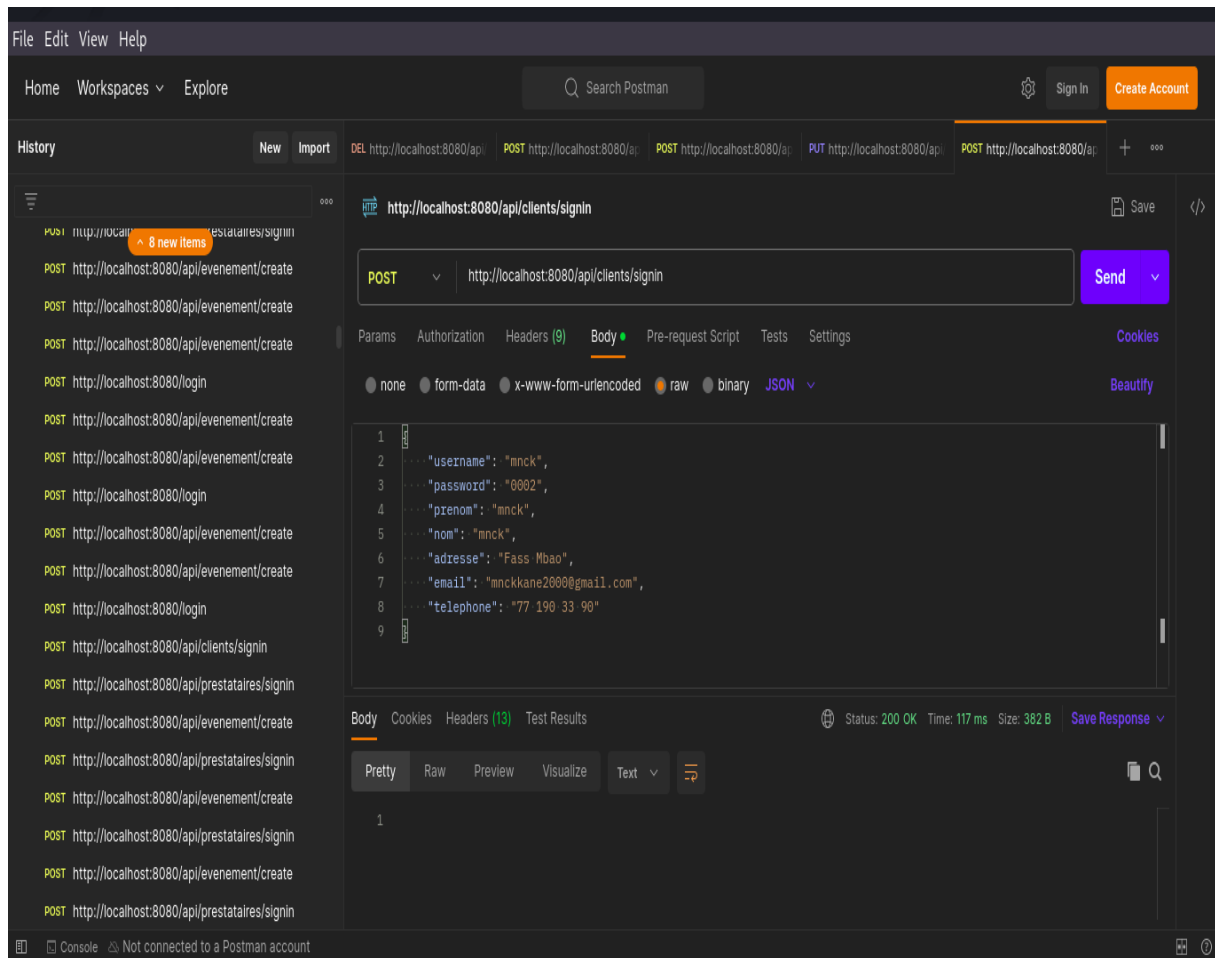 File Edit View Help
Home Workspaces Explore Search Postman Sign In Create Account
History New Import
DEL http://localhost:8080/api/ POST http://localhost:8080/ap POST http://localhost:8080/ap PUT http://localhost:8080/api/ POST http://localhost:8080/ap
8 new items
POST http://localhost:8080/api/evenement/create
POST http://localhost:8080/api/evenement/create
POST http://localhost:8080/api/evenement/create
POST http://localhost:8080/login
POST http://localhost:8080/api/evenement/create
POST http://localhost:8080/api/evenement/create
POST http://localhost:8080/login
POST http://localhost:8080/api/evenement/create
POST http://localhost:8080/api/evenement/create
POST http://localhost:8080/login
POST http://localhost:8080/api/clients/signin
POST http://localhost:8080/api/prestataires/signin
POST http://localhost:8080/api/evenement/create
POST http://localhost:8080/api/prestataires/signin
POST http://localhost:8080/api/evenement/create
POST http://localhost:8080/api/prestataires/signin
POST http://localhost:8080/api/evenement/create
POST http://localhost:8080/api/prestataires/signin
HTTP http://localhost:8080/api/clients/signin Save </>
POST http://localhost:8080/api/clients/signin Send
Params Authorization Headers (9) Body Pre-request Script Tests Settings Cookies
none form-data x-www-form-urlencoded raw binary JSON Beautify
1 {
2 "username": "mnck",
3 "password": "0002",
4 "prenom": "mnck",
5 "nom": "mnck",
6 "adresse": "Fass Mbao",
7 "email": "mnckkane2000@gmail.com",
8 "telephone": "77 190 33 90"
9 }
Body Cookies Headers (13) Test Results Status: 200 OK Time: 117 ms Size: 382 B Save Response
Pretty Raw Preview Visualize Text
1
Console Not connected to a Postman account